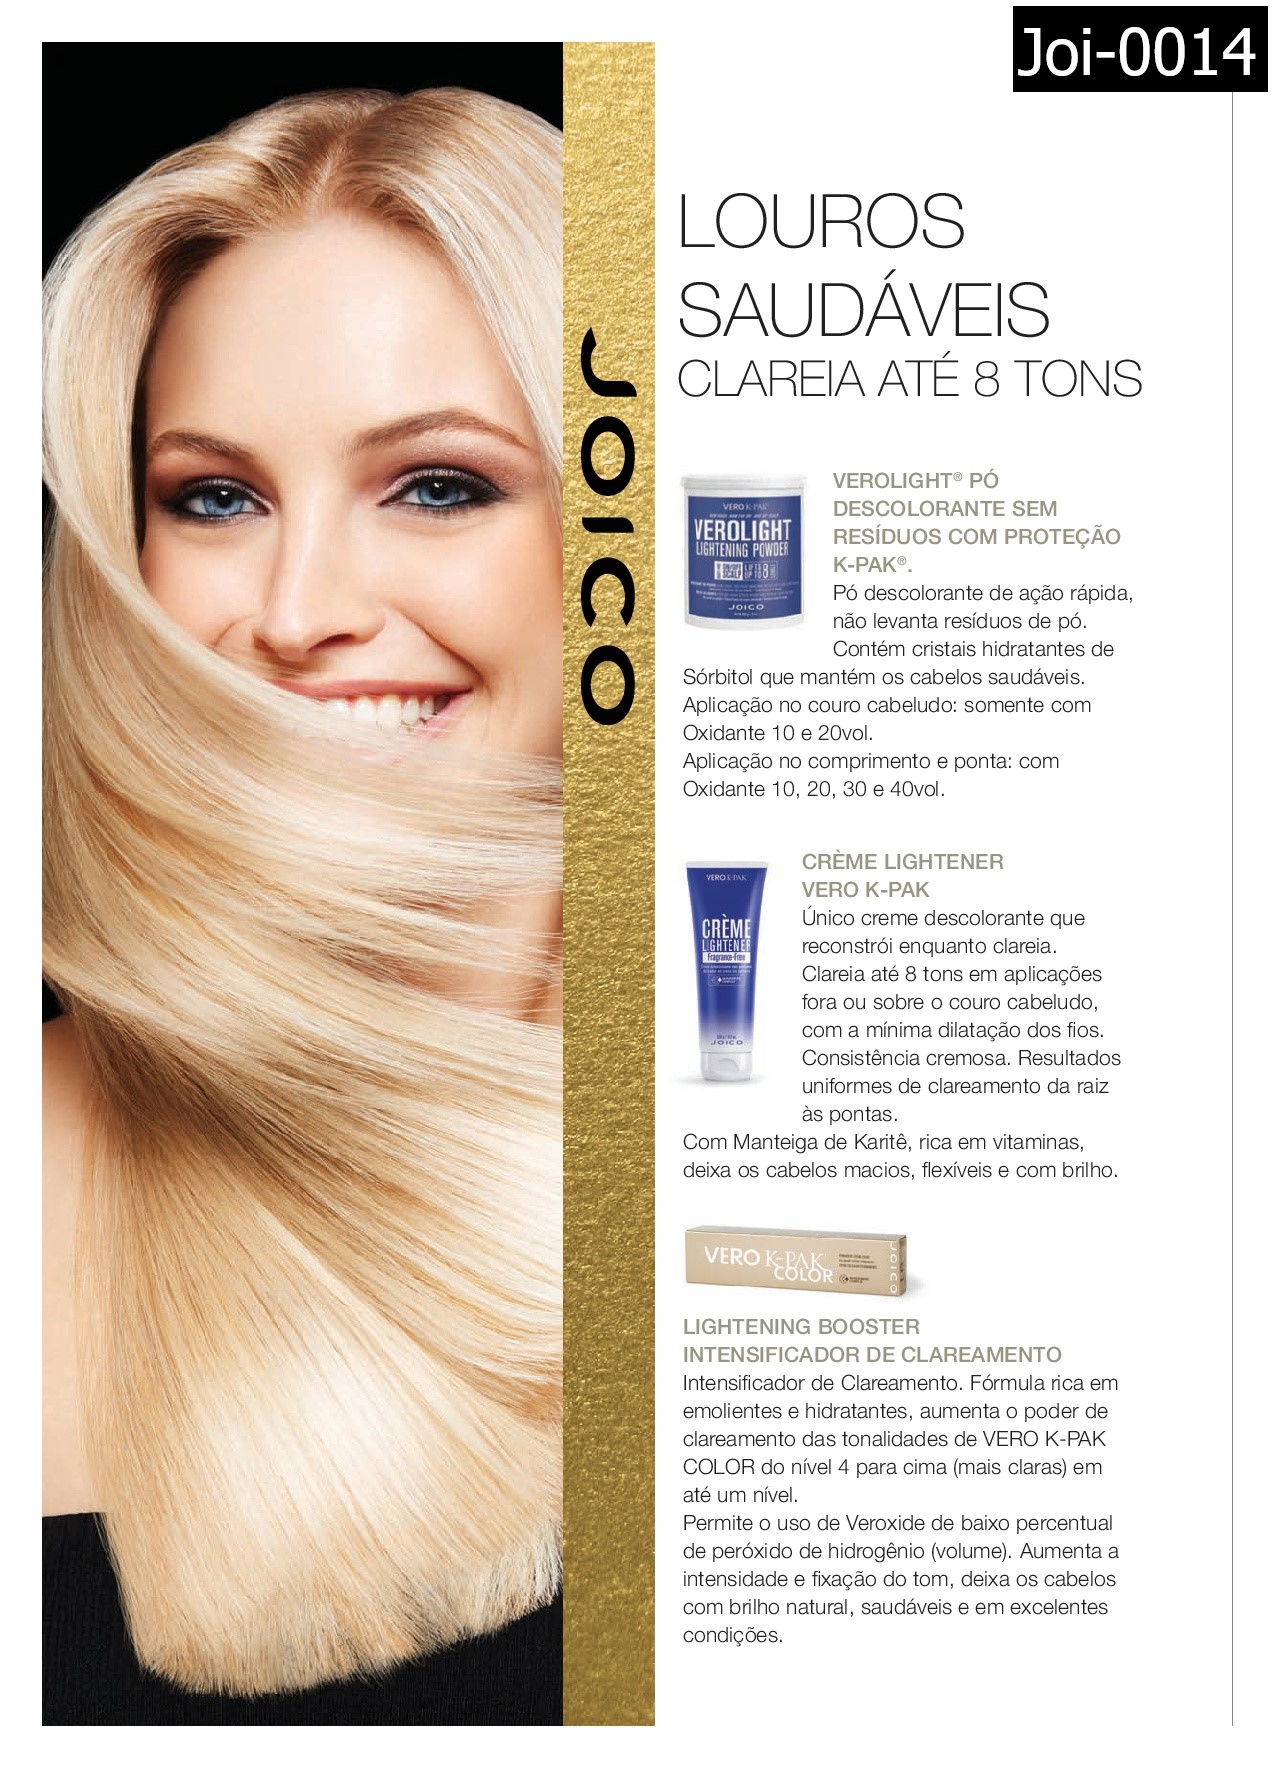 Joi-0014
JOICO
LOUROS
SAUDÁVEIS
CLAREIA ATÉ 8 TONS
VERO K-PAK
VEROLIGHT
LIGHTENING POWDER
LIFTS
UP TO 8
JOICO
VEROLIGHT® PÓ
DESCOLORANTE SEM
RESÍDUOS COM PROTEÇÃO
K-PAK®.
Pó descolorante de ação rápida,
não levanta resíduos de pó.
Contém cristais hidratantes de
Sórbitol que mantém os cabelos saudáveis.
Aplicação no couro cabeludo: somente com
Oxidante 10 e 20vol.
Aplicação no comprimento e ponta: com
Oxidante 10, 20, 30 e 40vol.
VERO K-PAK
CRÈME
LIGHTENER
Fragrance-Free
JOICO
CRÈME LIGHTENER
VERO K-PAK
Único creme descolorante que
reconstrói enquanto clareia.
Clareia até 8 tons em aplicações
fora ou sobre o couro cabeludo,
com a mínima dilatação dos fios.
Consistência cremosa. Resultados
uniformes de clareamento da raiz
às pontas.
Com Manteiga de Karitê, rica em vitaminas,
deixa os cabelos macios, flexíveis e com brilho.
VERO K-PAK
COLOR
JOICO
LIGHTENING BOOSTER
INTENSIFICADOR DE CLAREAMENTO
Intensificador de Clareamento. Fórmula rica em
emolientes e hidratantes, aumenta o poder de
clareamento das tonalidades de VERO K-PAK
COLOR do nível 4 para cima (mais claras) em
até um nível.
Permite o uso de Veroxide de baixo percentual
de peróxido de hidrogênio (volume). Aumenta a
intensidade e fixação do tom, deixa os cabelos
com brilho natural, saudáveis e em excelentes
condições.